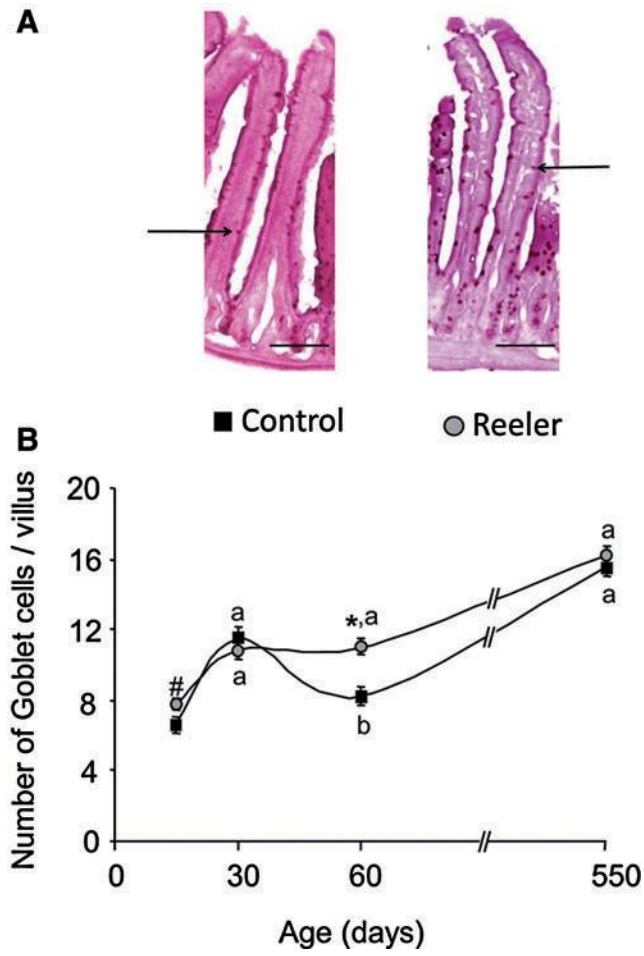 A
Control
Reeler
B
Number of Goblet cells / villus
20
16
12
8
4
0
#
a
a
*,a
b
a
a
0
30
60
550
Age (days)